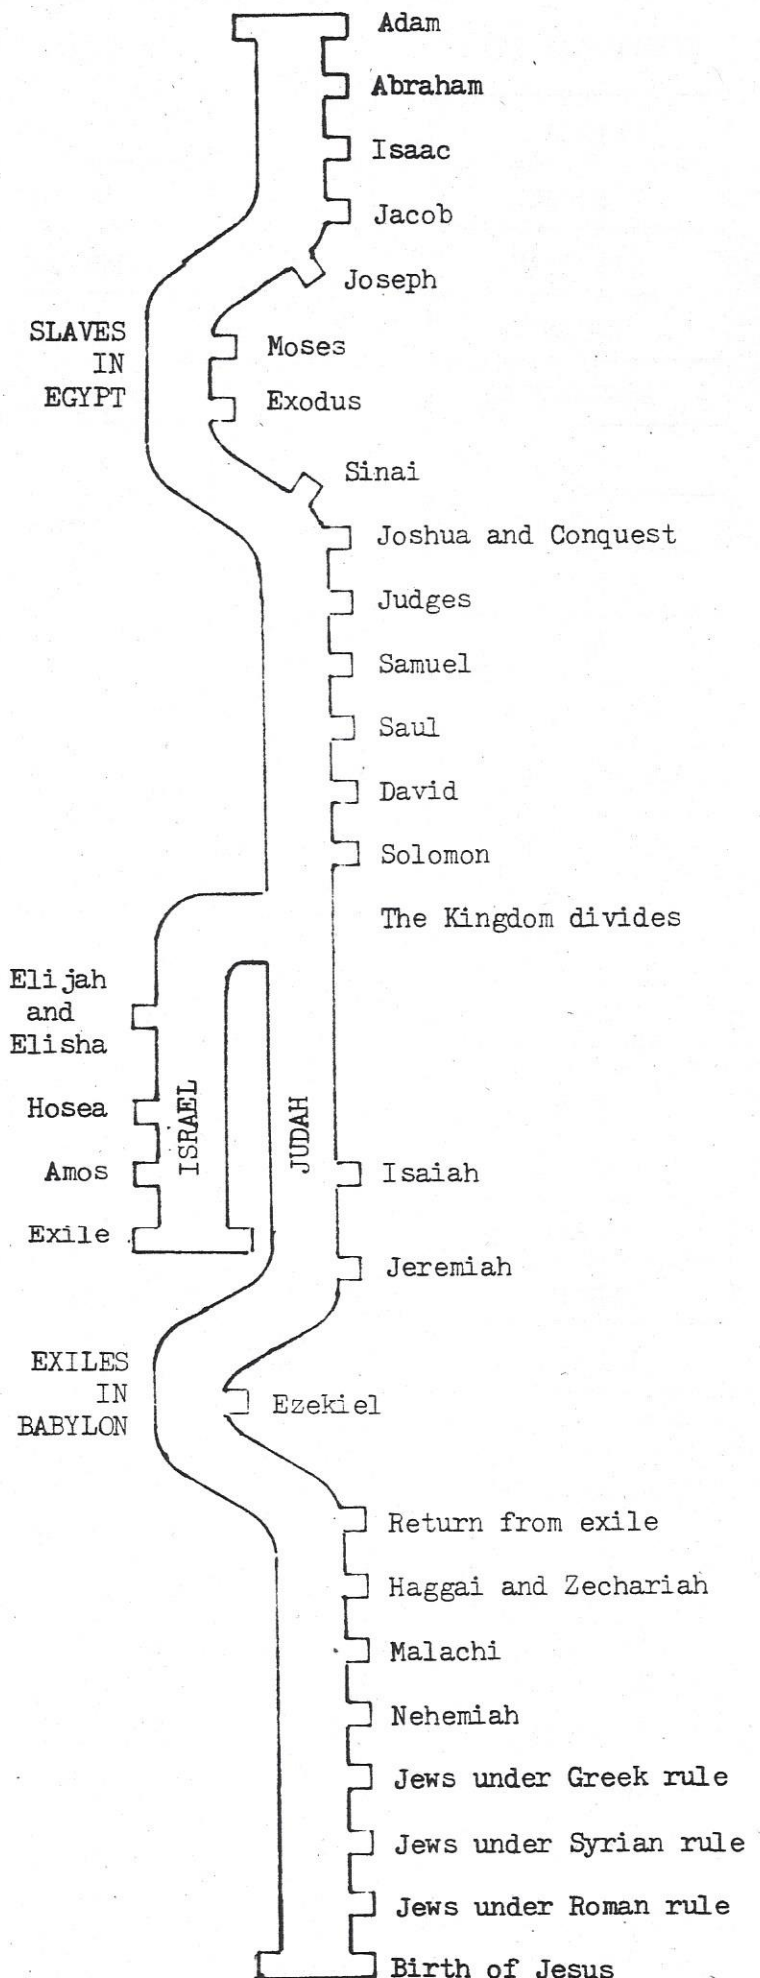 Adam
Abraham
Isaac
Jacob
Joseph
SLAVES
IN
EGYPT
Moses
Exodus
Sinai
Joshua and Conquest
Judges
Samuel
Saul
David
Solomon
The Kingdom divides
Elijah
and
Elisha
Hosea
ISRAEL
JUDAH
Amos
Isaiah
Exile
Jeremiah
EXILES
IN
BABYLON
Ezekiel
Return from exile
Haggai and Zechariah
Malachi
Nehemiah
Jews under Greek rule
Jews under Syrian rule
Jews under Roman rule
Birth of Jesus